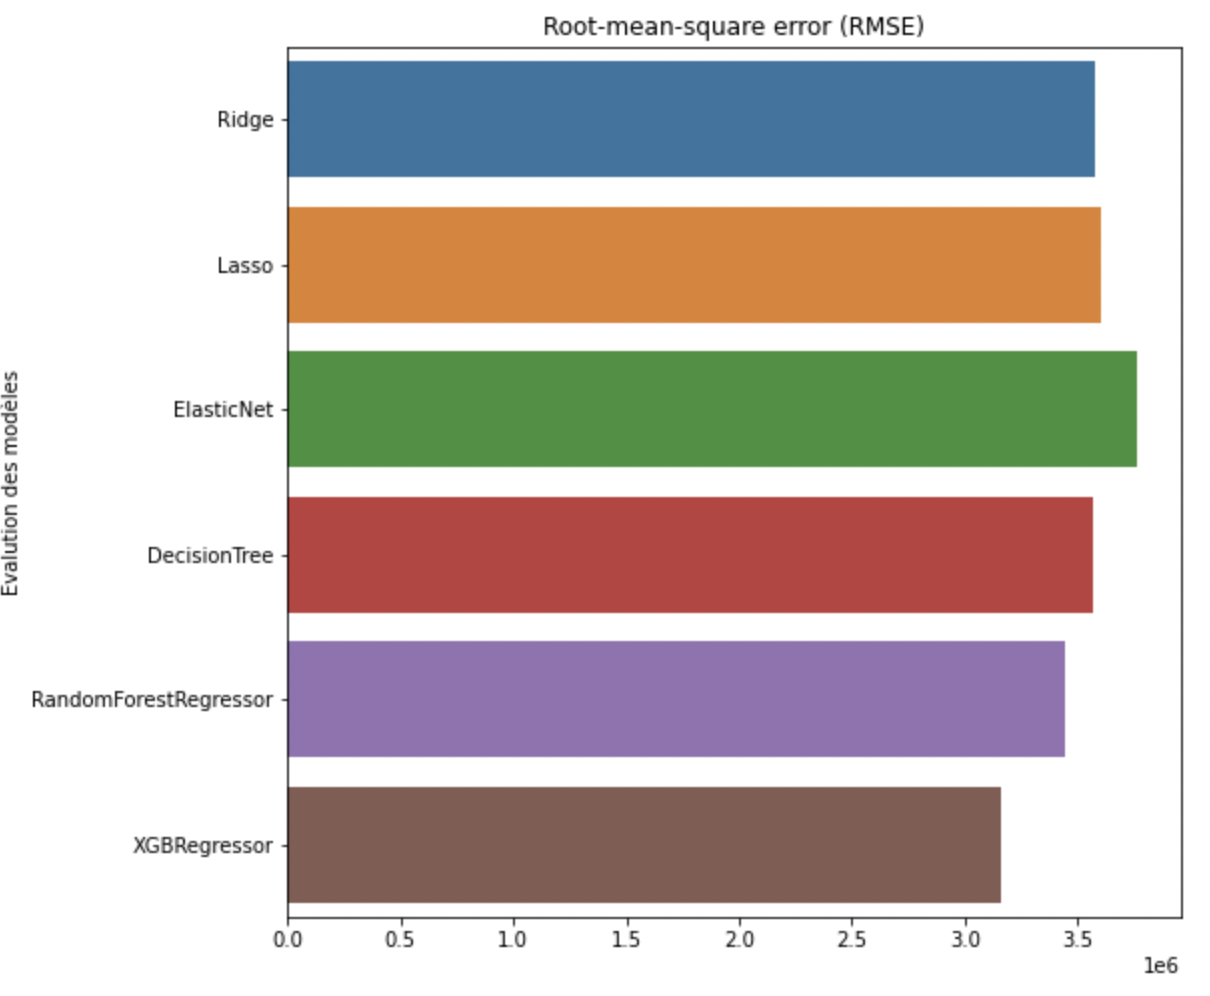 Root-mean-square error (RMSE)
Evalution des modèles
Ridge
Lasso
ElasticNet
DecisionTree
RandomForestRegressor
XGBRegressor
0.0 0.5 1.0 1.5 2.0 2.5 3.0 3.5
1e6